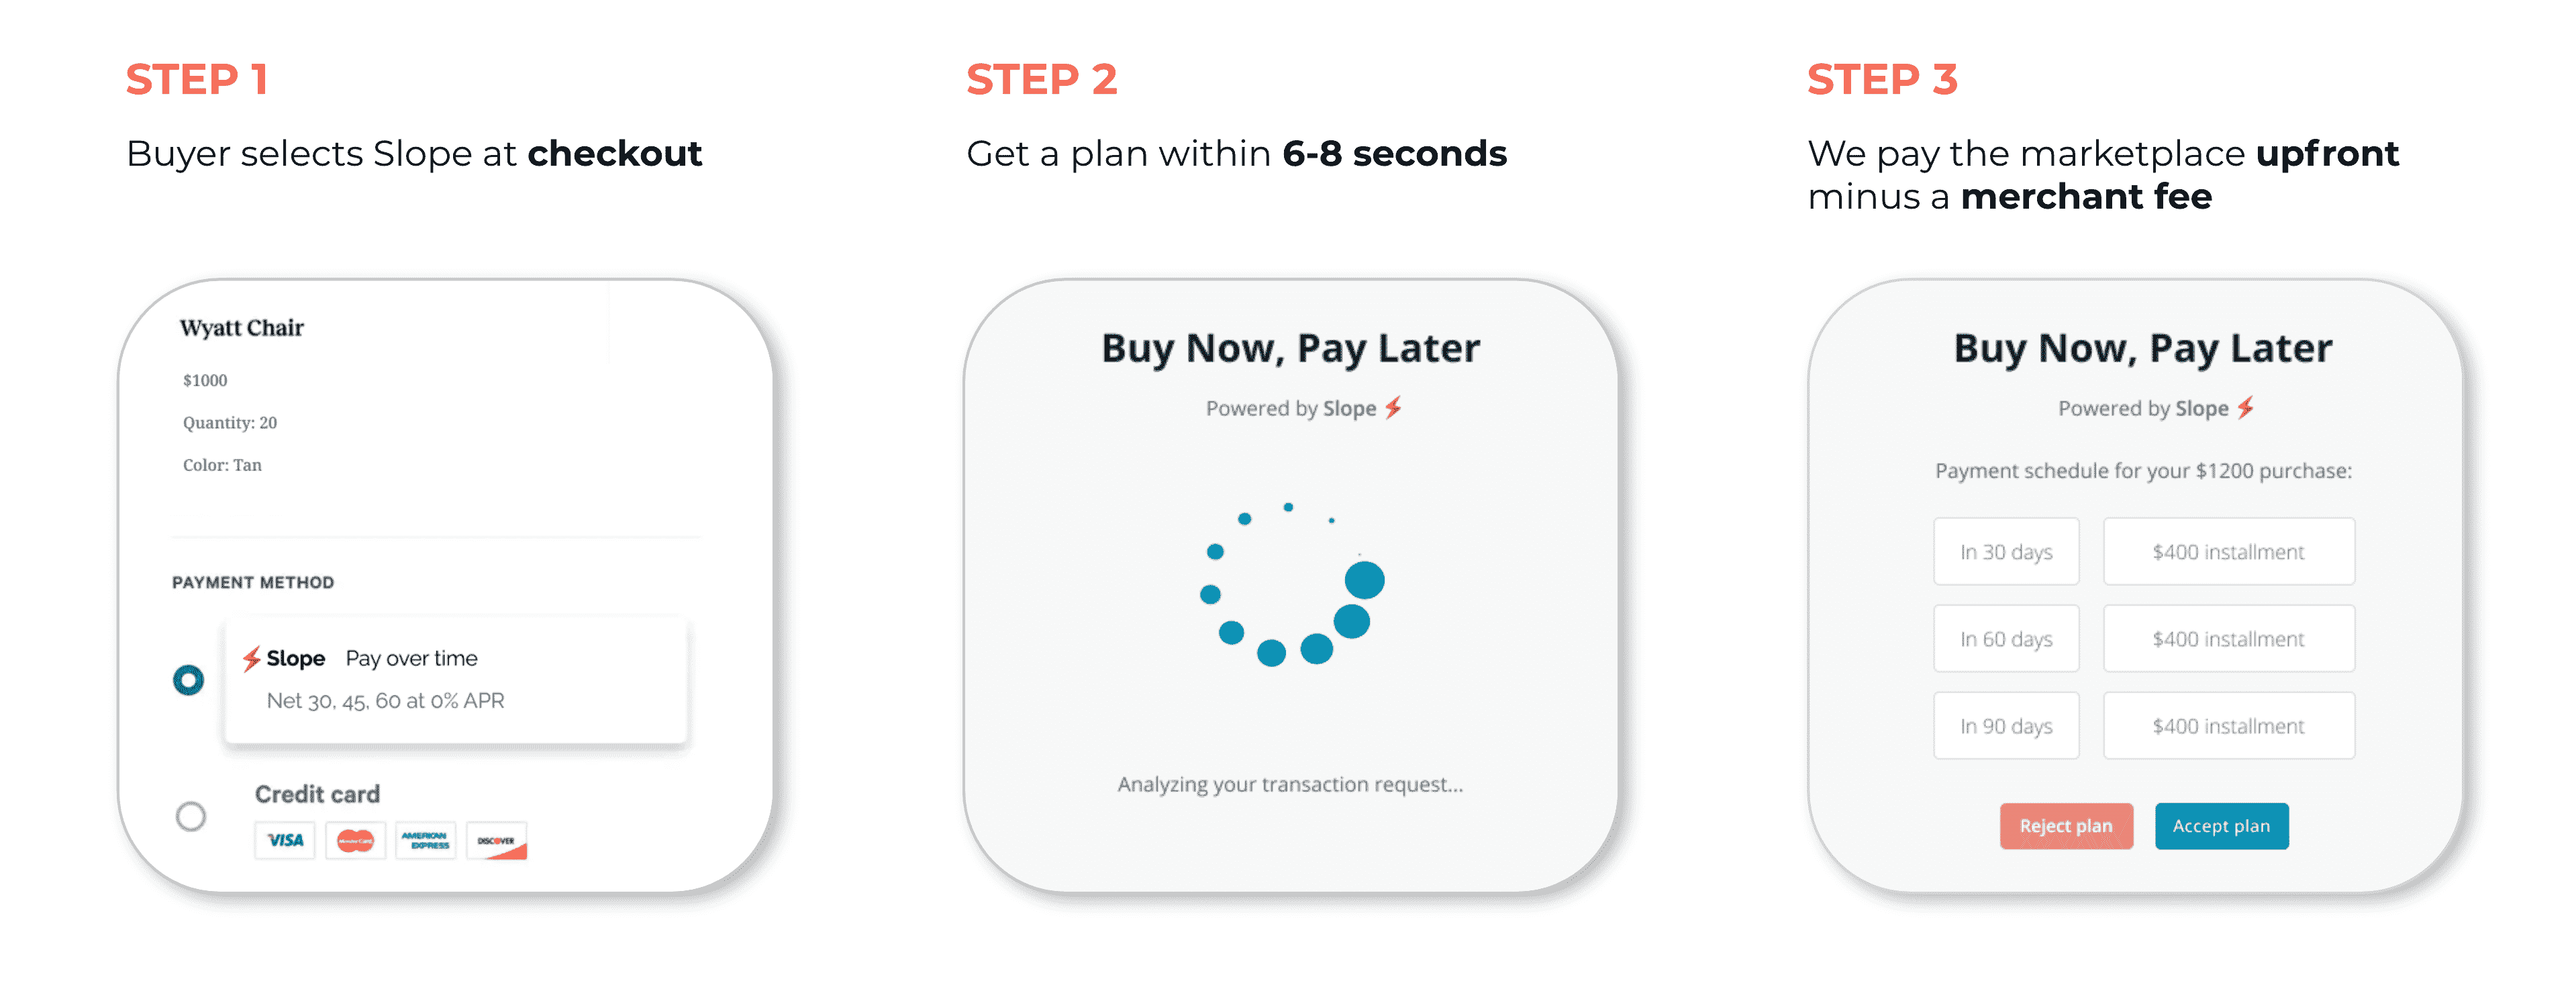 STEP 1
Buyer selects Slope at checkout
Wyatt Chair
$1000
Quantity: 20
Color: Tan
PAYMENT METHOD
Slope Pay over time
Net 30, 45, 60 at 0% APR
Credit card
VISA MasterCard AMERICAN EXPRESS DISCOVER
STEP 2
Get a plan within 6-8 seconds
Buy Now, Pay Later
Powered by Slope
Analyzing your transaction request...
STEP 3
We pay the marketplace upfront
minus a merchant fee
Buy Now, Pay Later
Powered by Slope
Payment schedule for your $1200 purchase:
In 30 days $400 installment
In 60 days $400 installment
In 90 days $400 installment
Reject plan Accept plan